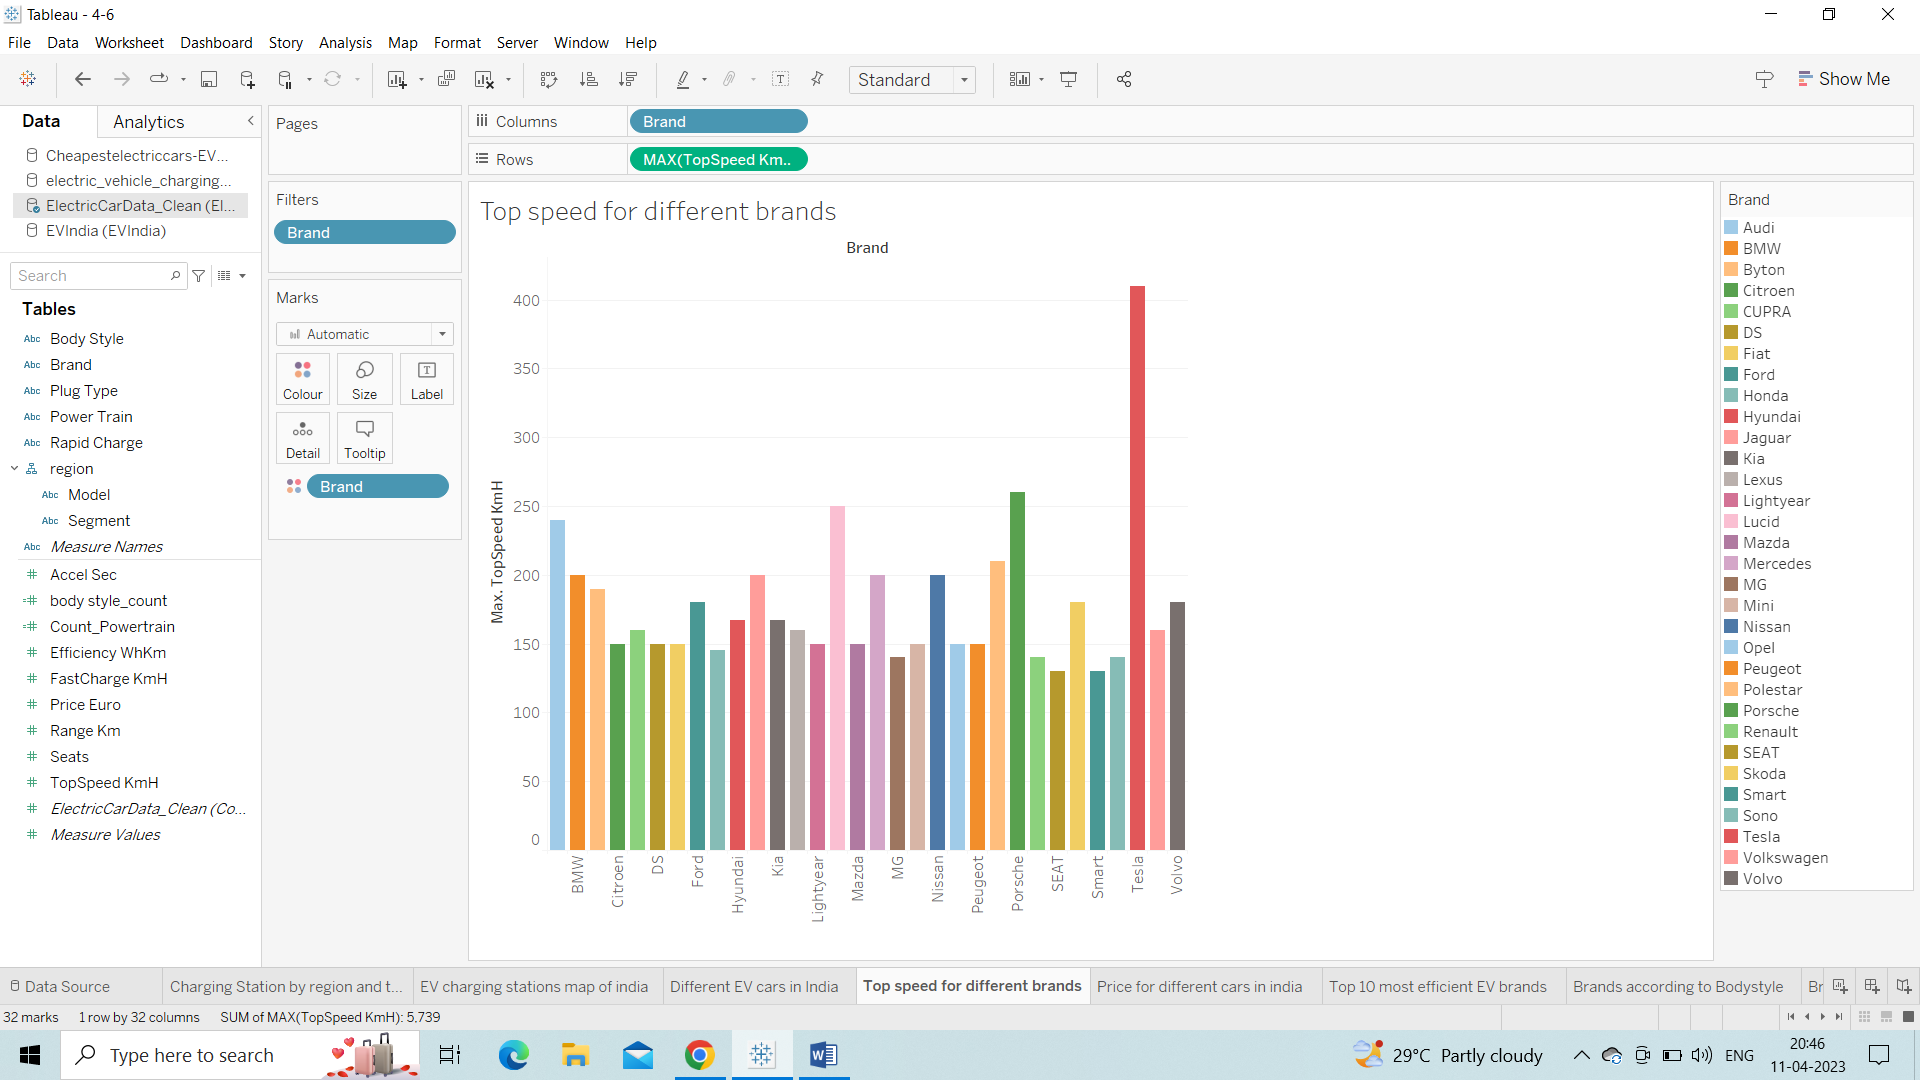 Tableau - 4-6
File Data Worksheet Dashboard Story Analysis Map Format Server Window Help
Standard
Show Me
Data Analytics
Cheapestelectriccars-EV...
electric_vehicle_charging...
ElectricCarData_Clean (El...
EVIndia (EVIndia)
Search
Tables
Abc Body Style
Abc Brand
Abc Plug Type
Abc Power Train
Abc Rapid Charge
region
Abc Model
Abc Segment
Abc Measure Names
# Accel Sec
=# body style_count
=# Count_Powertrain
# Efficiency WhKm
# FastCharge KmH
# Price Euro
# Range Km
# Seats
# TopSpeed KmH
# ElectricCarData_Clean (Co...
# Measure Values
Pages
Filters
Brand
Marks
Automatic
Colour Size Label
Detail Tooltip
Brand
Columns Brand
Rows MAX(TopSpeed Km..
Top speed for different brands
Brand
Max. TopSpeed KmH
400
350
300
250
200
150
100
50
0
BMW
Citroen
DS
Ford
Hyundai
Kia
Lightyear
Mazda
MG
Nissan
Peugeot
Porsche
SEAT
Smart
Tesla
Volvo
Brand
Audi
BMW
Byton
Citroen
CUPRA
DS
Fiat
Ford
Honda
Hyundai
Jaguar
Kia
Lexus
Lightyear
Lucid
Mazda
Mercedes
MG
Mini
Nissan
Opel
Peugeot
Polestar
Porsche
Renault
SEAT
Skoda
Smart
Sono
Tesla
Volkswagen
Volvo
Data Source Charging Station by region and t... EV charging stations map of india Different EV cars in India Top speed for different brands Price for different cars in india Top 10 most efficient EV brands Brands according to Bodystyle Br
32 marks 1 row by 32 columns SUM of MAX(TopSpeed KmH): 5,739
Type here to search
29°C Partly cloudy
ENG
20:46
11-04-2023